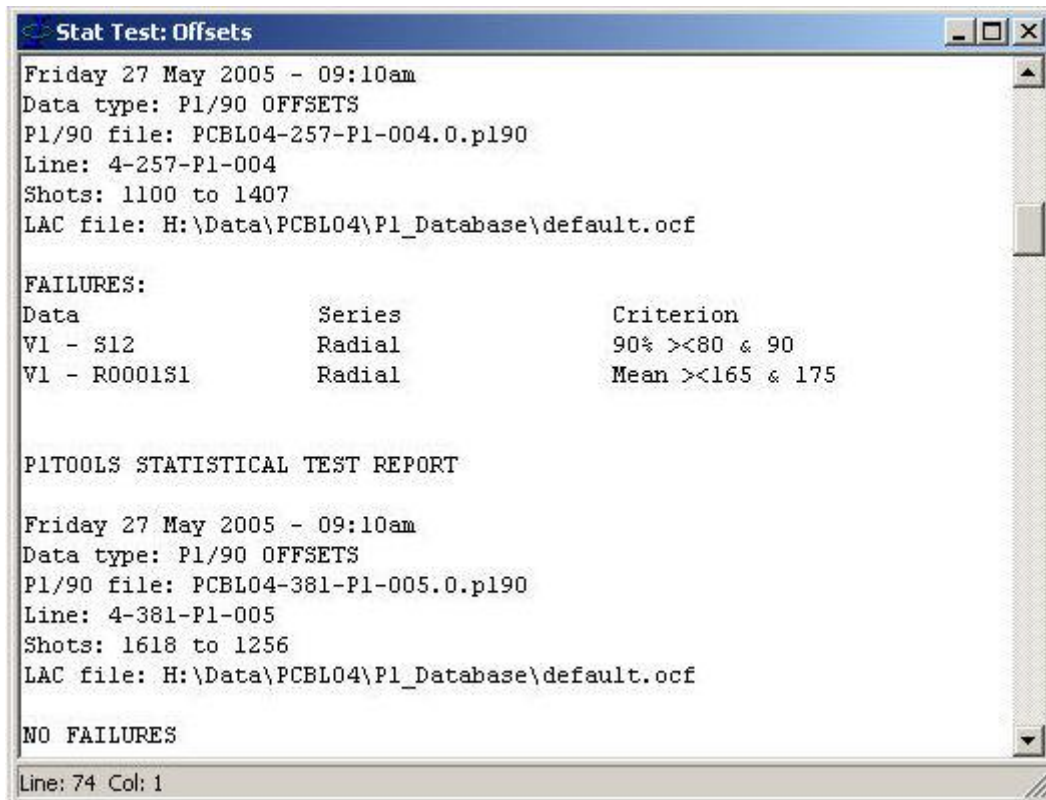 Stat Test: Offsets
Friday 27 May 2005 - 09:10am
Data type: P1/90 OFFSETS
P1/90 file: PCBL04-257-P1-004.0.p190
Line: 4-257-P1-004
Shots: 1100 to 1407
LAC file: H:\Data\PCBL04\P1_Database\default.ocf
FAILURES:
Data Series Criterion
V1 - S12 Radial 90% ><80 & 90
V1 - R0001S1 Radial Mean ><165 & 175
P1TOOLS STATISTICAL TEST REPORT
Friday 27 May 2005 - 09:10am
Data type: P1/90 OFFSETS
P1/90 file: PCBL04-381-P1-005.0.p190
Line: 4-381-P1-005
Shots: 1618 to 1256
LAC file: H:\Data\PCBL04\P1_Database\default.ocf
NO FAILURES
Line: 74 Col: 1